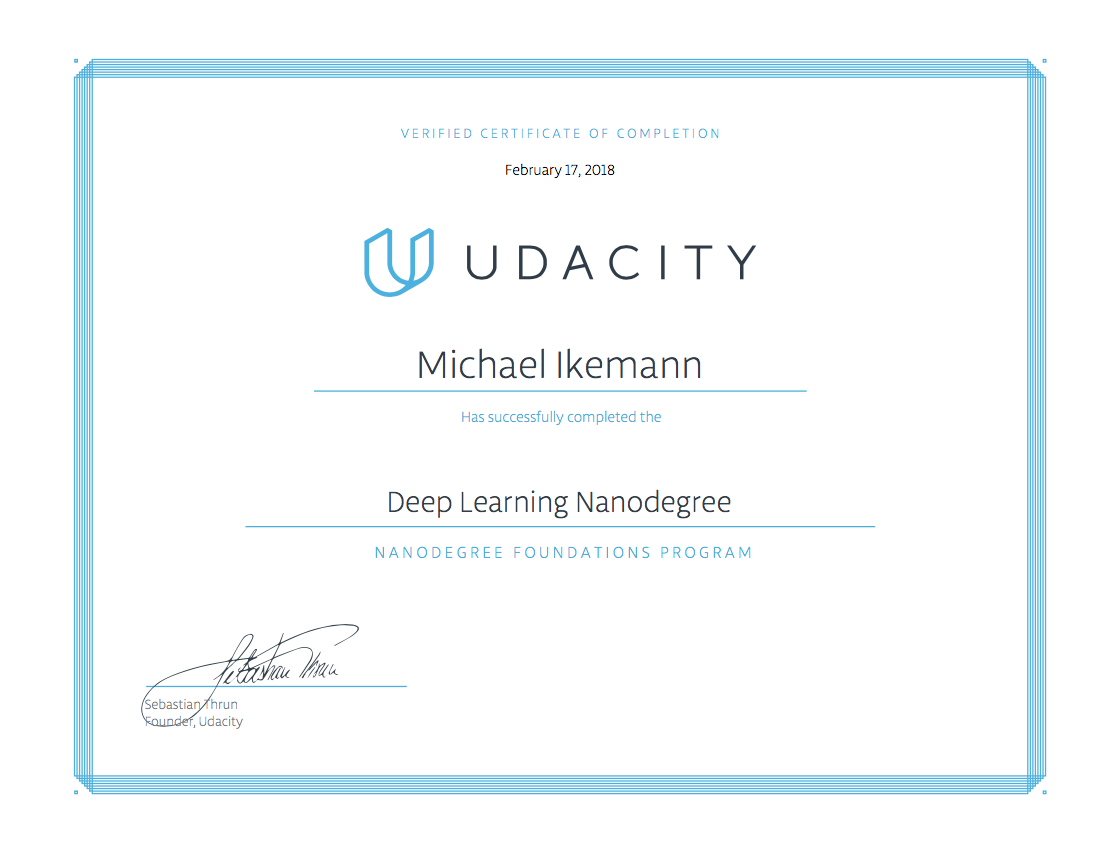 VERIFIED CERTIFICATE OF COMPLETION
February 17, 2018
UDACITY
Michael Ikemann
Has successfully completed the
Deep Learning Nanodegree
NANODEGREE FOUNDATIONS PROGRAM
Sebastian Thrun
Sebastian Thrun
Founder, Udacity